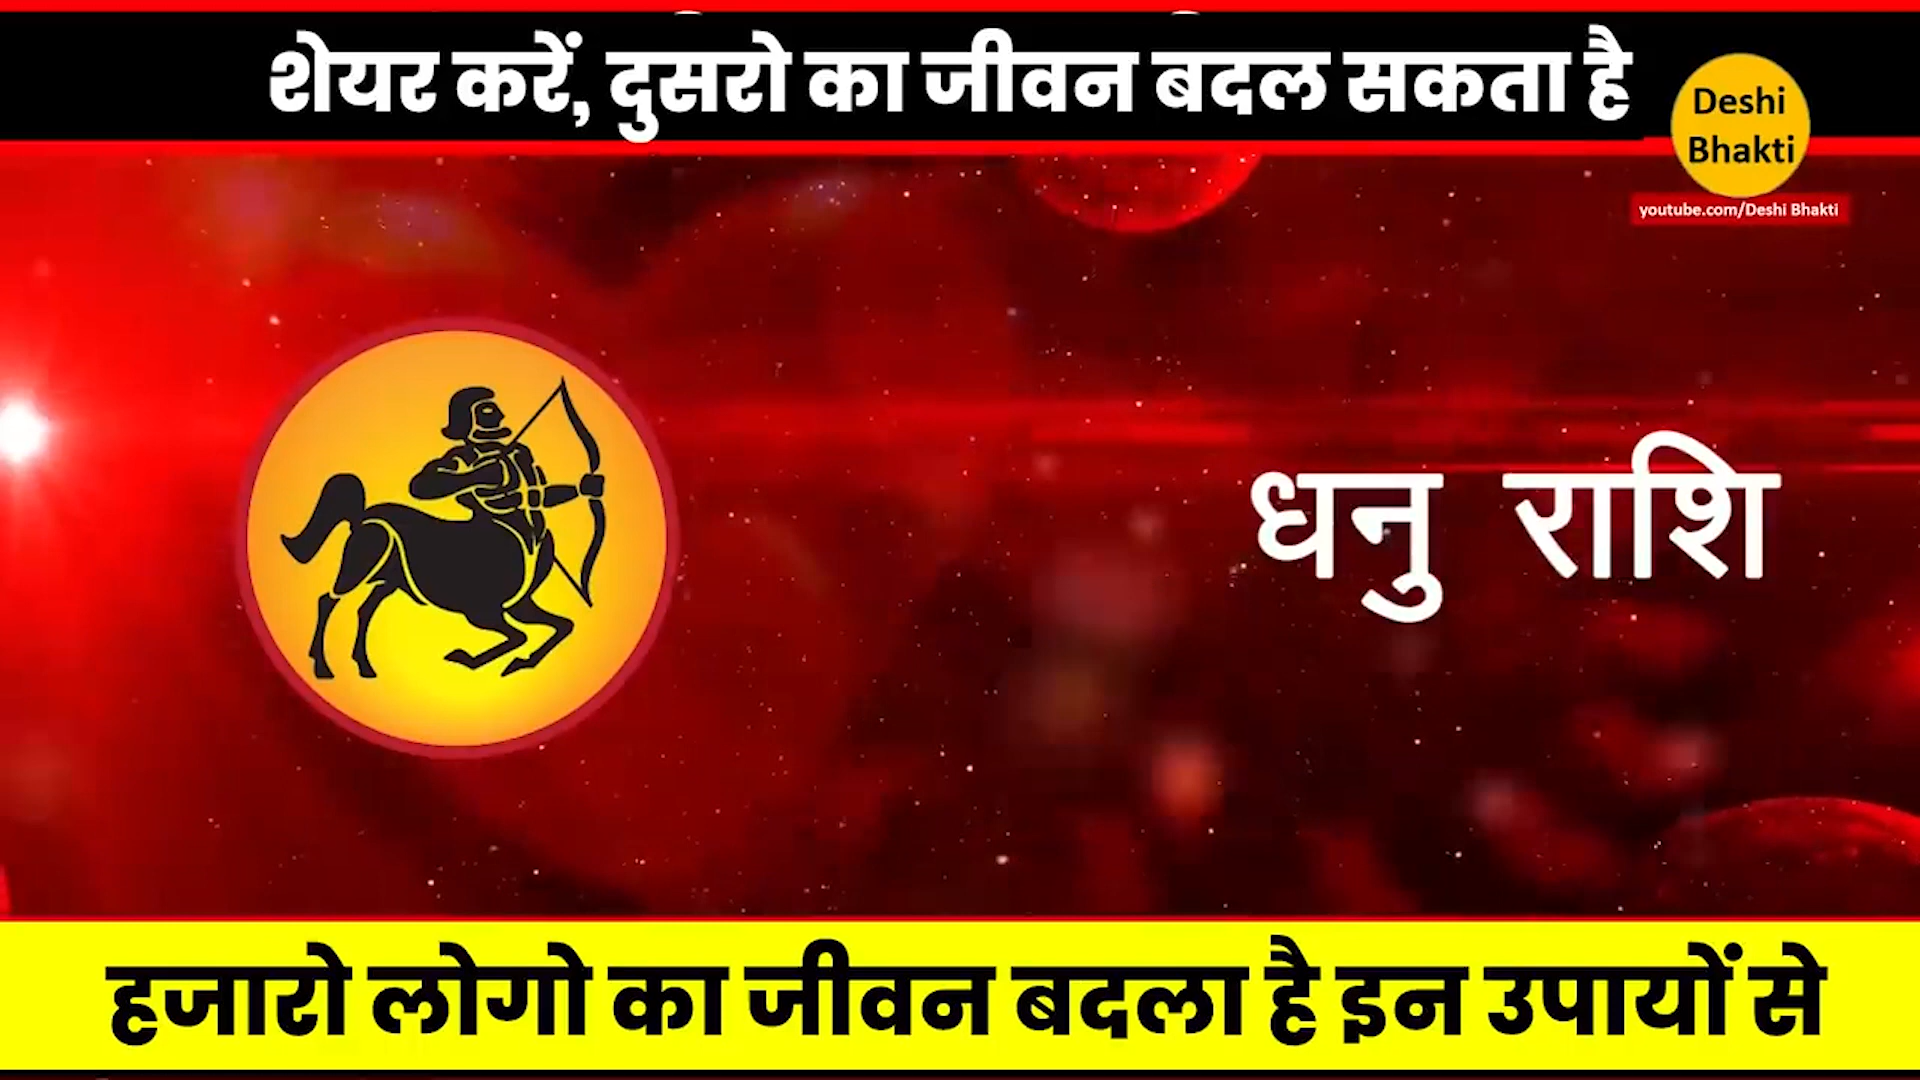 शेयर करें, दुसरो का जीवन बदल सकता है
Deshi
Bhakti
youtube.com/Deshi Bhakti
धनु राशि
हजारो लोगो का जीवन बदला है इन उपायों से